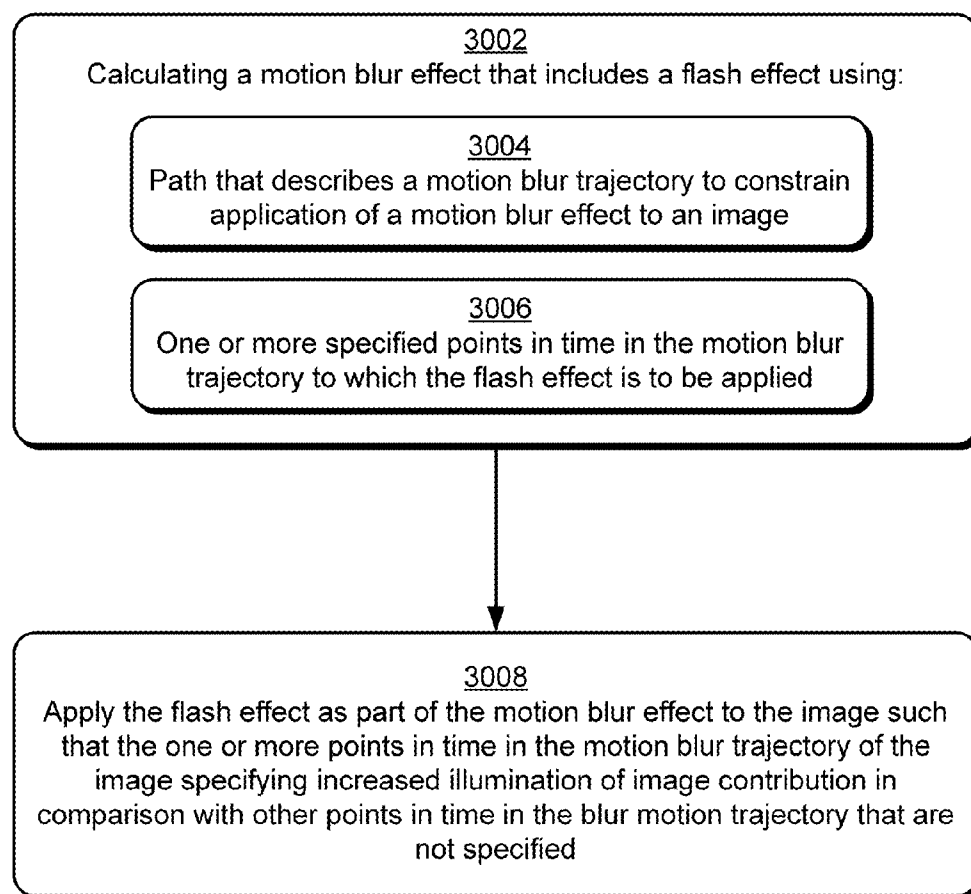 3002
Calculating a motion blur effect that includes a flash effect using:
3004
Path that describes a motion blur trajectory to constrain
application of a motion blur effect to an image
3006
One or more specified points in time in the motion blur
trajectory to which the flash effect is to be applied
3008
Apply the flash effect as part of the motion blur effect to the image such
that the one or more points in time in the motion blur trajectory of the
image specifying increased illumination of image contribution in
comparison with other points in time in the blur motion trajectory that are
not specified